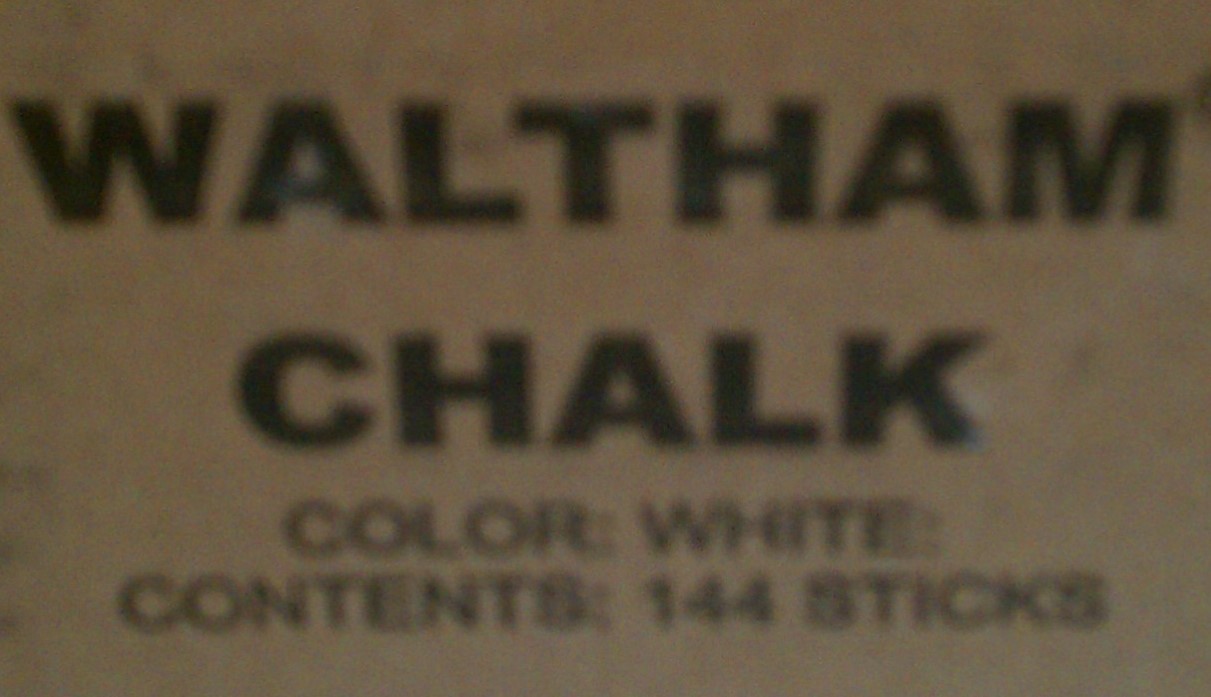 WALTHAM
CHALK
COLOR: WHITE:
CONTENTS: 144 STICKS